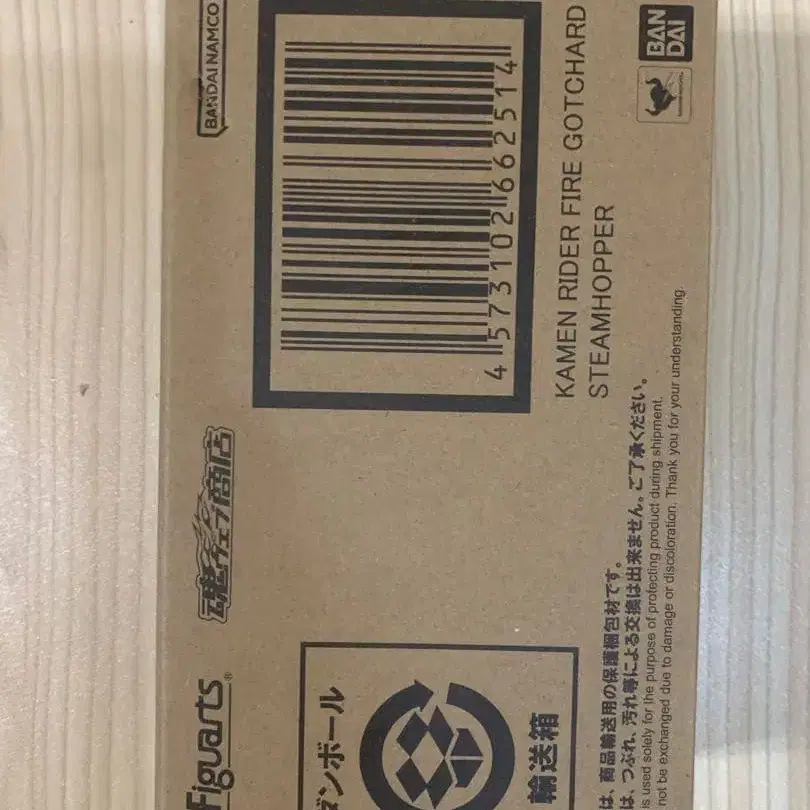 Figuarts®
魂ウェブ商店
BANDAI NAMCO
4 573102 662514
KAMEN RIDER FIRE GOTCHARD
STEAMHOPPER
BAN
DAI
ダンボール
輸送箱
は、商品輸送用の保護梱包材です。
は、つぶれ、汚れ等による交換は出来ません。ご了承ください。
is used solely for the purpose of protecting product during shipment.
not be exchanged due to damage or discoloration. Thank you for your understanding.